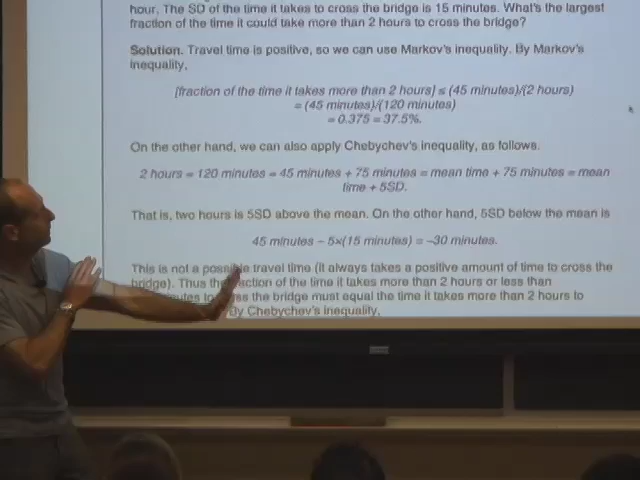 hour. The SD of the time it takes to cross the bridge is 15 minutes. What's the largest
fraction of the time it could take more than 2 hours to cross the bridge?
Solution. Travel time is positive, so we can use Markov's inequality. By Markov's
inequality,
[fraction of the time it takes more than 2 hours] ≤ (45 minutes)/(2 hours)
= (45 minutes)/(120 minutes)
= 0.375 = 37.5%.
On the other hand, we can also apply Chebychev's inequality, as follows.
2 hours = 120 minutes = 45 minutes + 75 minutes = mean time + 75 minutes = mean
time + 5SD.
That is, two hours is 5SD above the mean. On the other hand, 5SD below the mean is
45 minutes − 5×(15 minutes) = −30 minutes.
This is not a possible travel time (it always takes a positive amount of time to cross the
bridge). Thus the fraction of the time it takes more than 2 hours or less than
the bridge must equal the time it takes more than 2 hours to
By Chebychev's inequality,